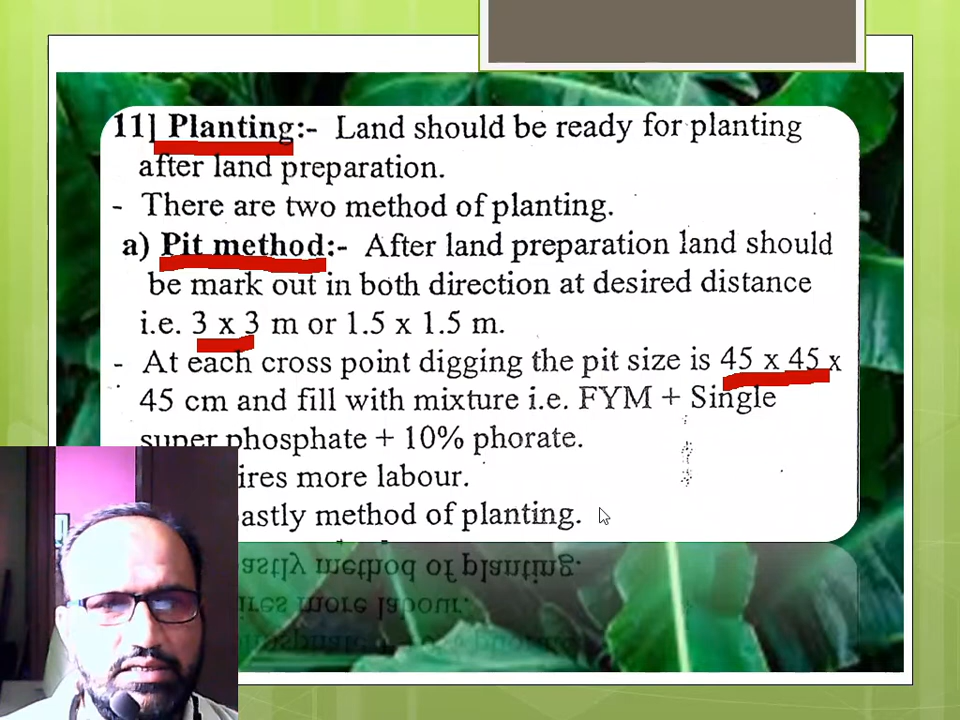 11] Planting:- Land should be ready for planting
after land preparation.
- There are two method of planting.
a) Pit method:- After land preparation land should
be mark out in both direction at desired distance
i.e. 3 x 3 m or 1.5 x 1.5 m.
- At each cross point digging the pit size is 45 x 45 x
45 cm and fill with mixture i.e. FYM + Single
super phosphate + 10% phorate.
ires more labour.
astly method of planting.